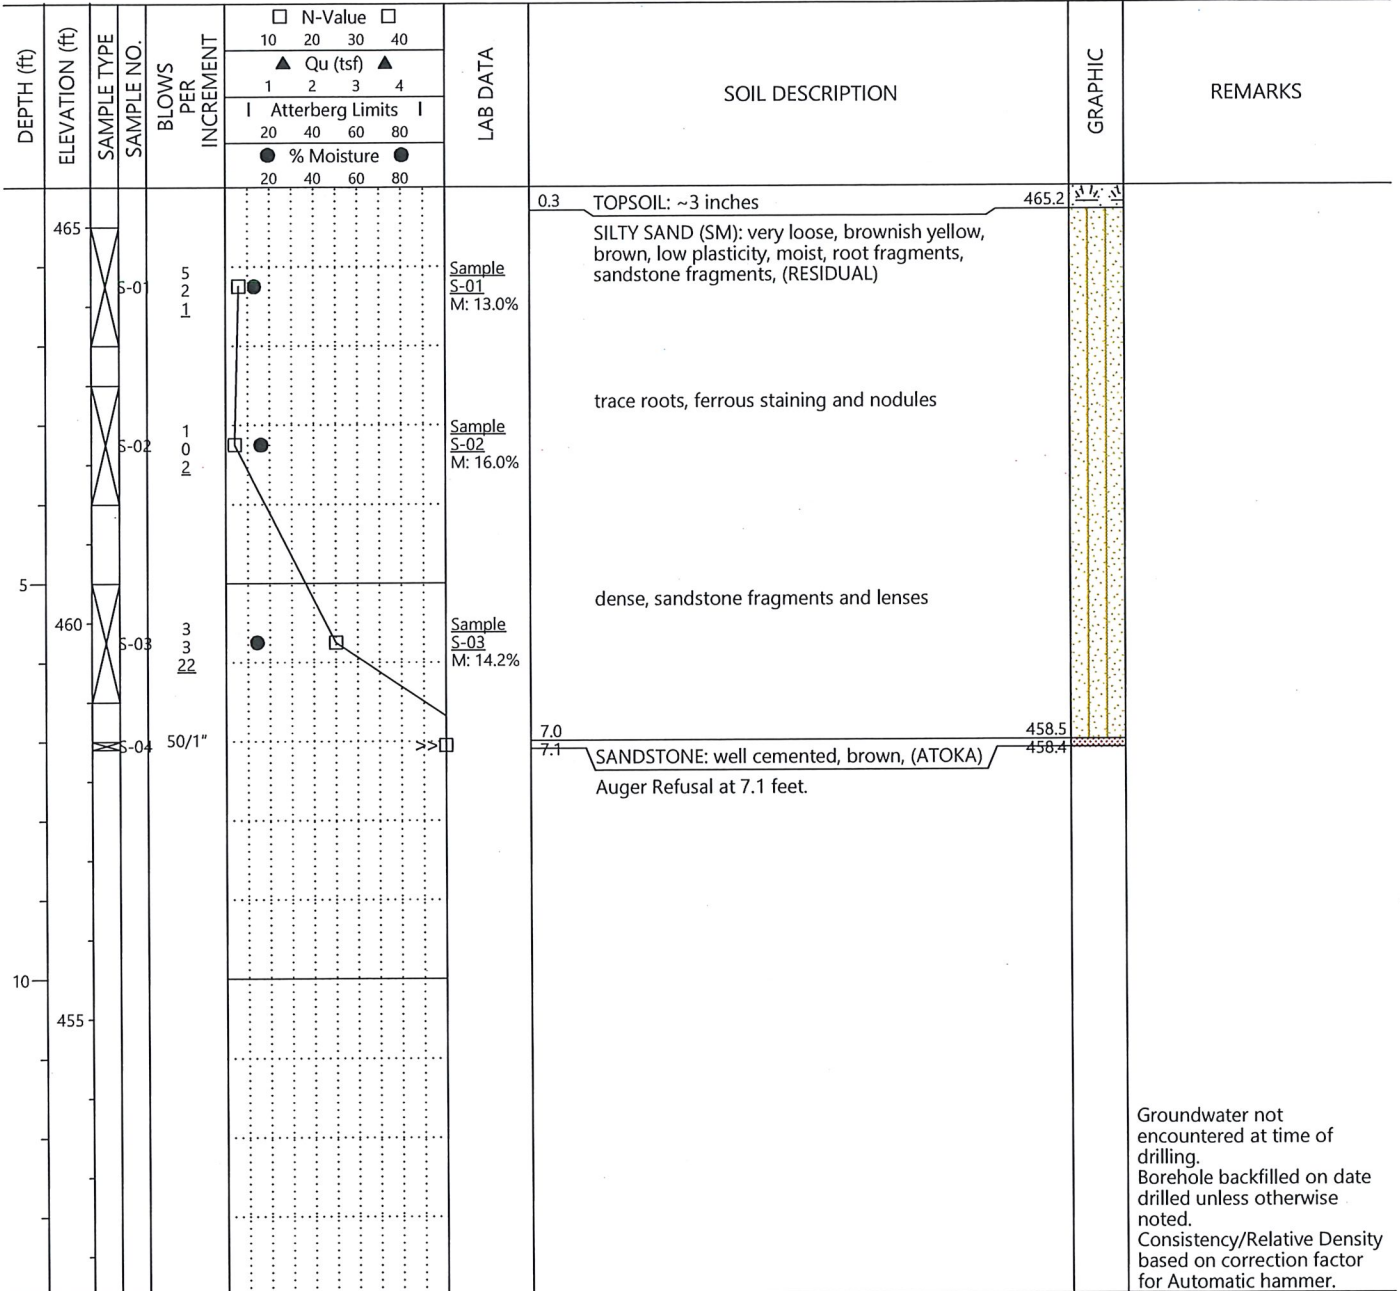 DEPTH (ft)
ELEVATION (ft)
SAMPLE TYPE
SAMPLE NO.
BLOWS
PER
INCREMENT
N-Value
10 20 30 40
Qu (tsf)
1 2 3 4
Atterberg Limits
20 40 60 80
% Moisture
20 40 60 80
LAB DATA
SOIL DESCRIPTION
GRAPHIC
REMARKS
0.3 TOPSOIL: ~3 inches 465.2
465
SILTY SAND (SM): very loose, brownish yellow,
brown, low plasticity, moist, root fragments,
sandstone fragments, (RESIDUAL)
S-01
5
2
1
Sample
S-01
M: 13.0%
trace roots, ferrous staining and nodules
S-02
1
0
2
Sample
S-02
M: 16.0%
5
dense, sandstone fragments and lenses
460
S-03
3
3
22
Sample
S-03
M: 14.2%
7.0 458.5
S-04
50/1"
>>
7.1 SANDSTONE: well cemented, brown, (ATOKA) 458.4
Auger Refusal at 7.1 feet.
10
455
Groundwater not
encountered at time of
drilling.
Borehole backfilled on date
drilled unless otherwise
noted.
Consistency/Relative Density
based on correction factor
for Automatic hammer.